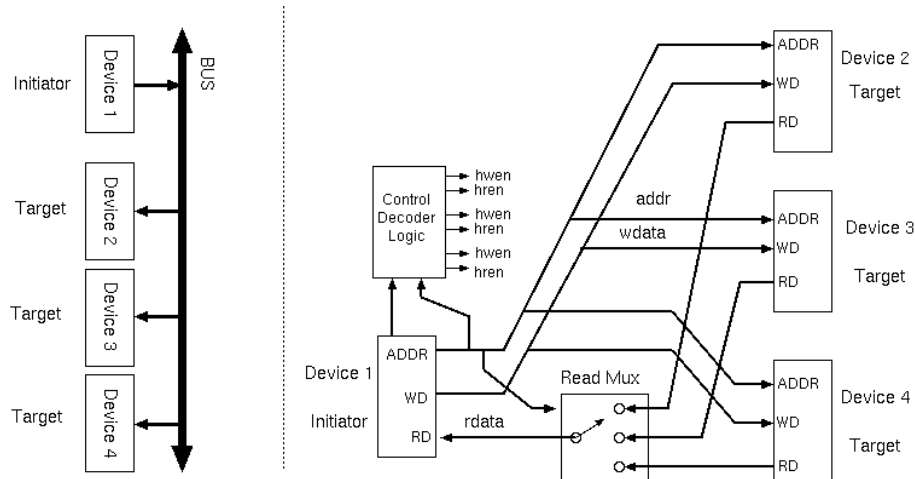 Initiator
Device 1
BUS
Target
Device 2
Target
Device 3
Target
Device 4
Control
Decoder
Logic
hwen
hren
hwen
hren
hwen
hren
Device 1
Initiator
ADDR
WD
RD
rdata
Read Mux
addr
wdata
ADDR
WD
RD
Device 2
Target
ADDR
WD
RD
Device 3
Target
ADDR
WD
RD
Device 4
Target